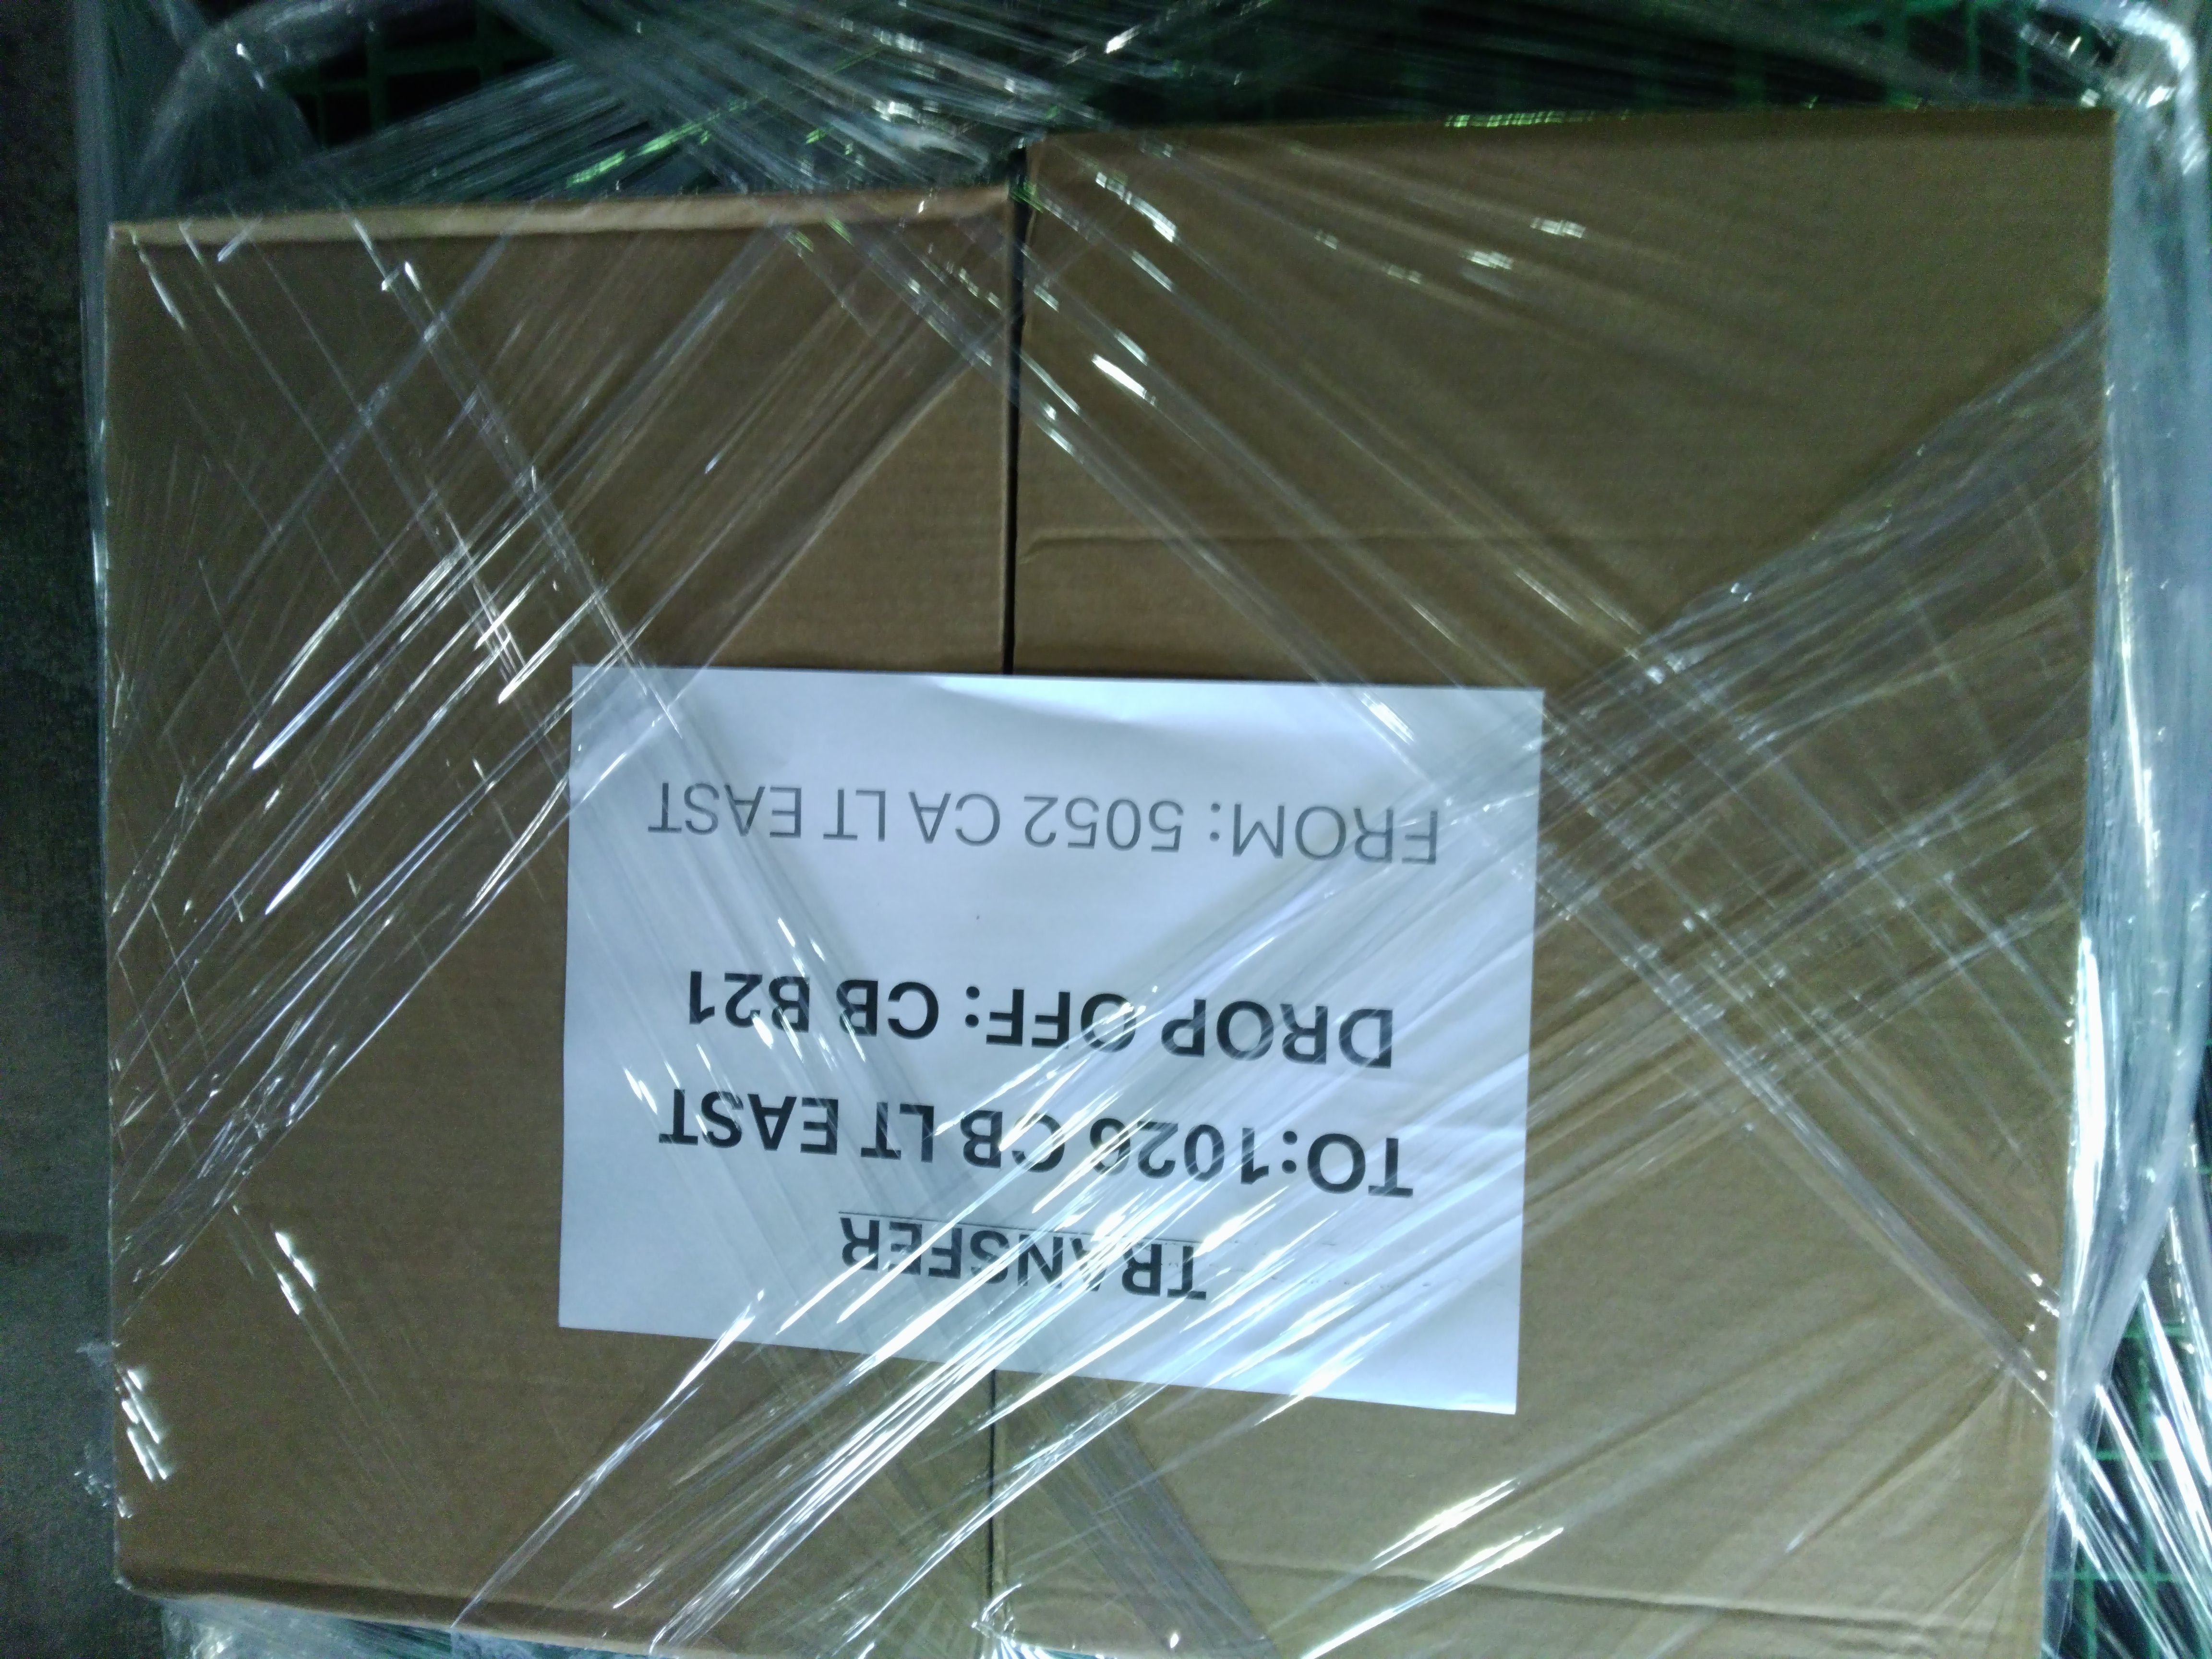 TRANSFER
TO:1026 CB LT EAST
DROP OFF: CB B21
FROM: 5052 CA LT EAST